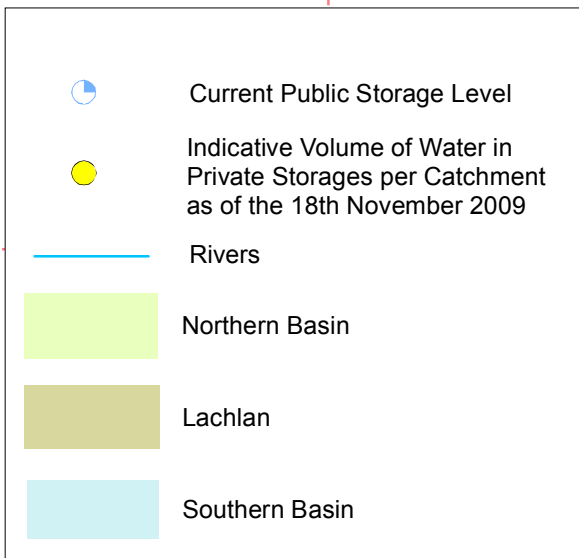 Current Public Storage Level
Indicative Volume of Water in
Private Storages per Catchment
as of the 18th November 2009
Rivers
Northern Basin
Lachlan
Southern Basin